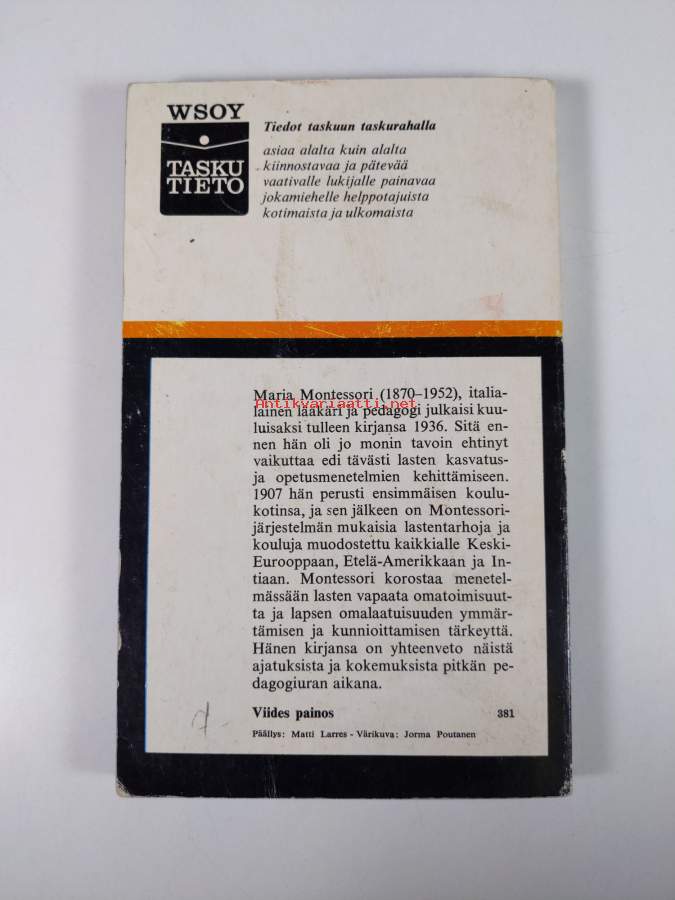 WSOY
TASKU
TIETO
Tiedot taskuun taskurahalla
asiaa alalta kuin alalta
kiinnostavaa ja pätevää
vaativalle lukijalle painavaa
jokamiehelle helppotajuista
kotimaista ja ulkomaista
Maria Montessori (1870–1952), italia-
Antikvariaatti.net
lainen lääkäri ja pedagogi julkaisi kuu-
luisaksi tulleen kirjansa 1936. Sitä en-
nen hän oli jo monin tavoin ehtinyt
vaikuttaa edi tävästi lasten kasvatus-
ja opetusmenetelmien kehittämiseen.
1907 hän perusti ensimmäisen koulu-
kotinsa, ja sen jälkeen on Montessori-
järjestelmän mukaisia lastentarhoja ja
kouluja muodostettu kaikkialle Keski-
Eurooppaan, Etelä-Amerikkaan ja In-
tiaan. Montessori korostaa menetel-
mässään lasten vapaata omatoimisuut-
ta ja lapsen omalaatuisuuden ymmär-
tämisen ja kunnioittamisen tärkeyttä.
Hänen kirjansa on yhteenveto näistä
ajatuksista ja kokemuksista pitkän pe-
dagogiuran aikana.
Viides painos 381
Päällys: Matti Larres - Värikuva: Jorma Poutanen